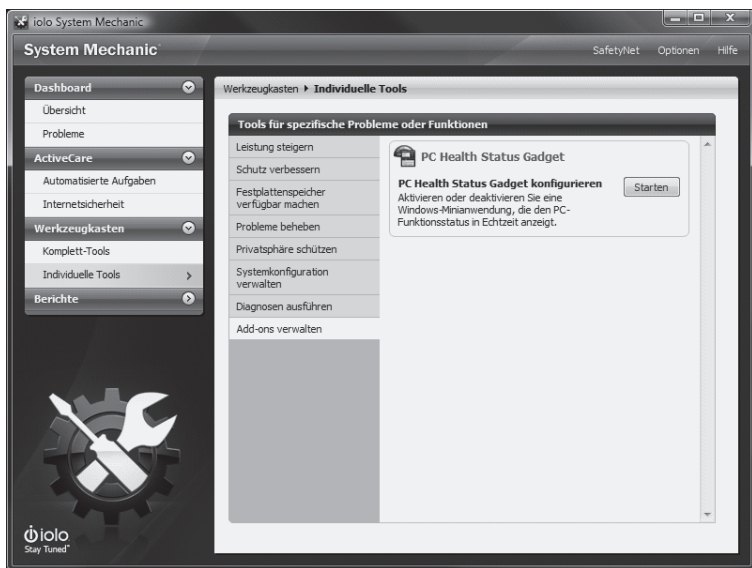 iolo System Mechanic
System Mechanic
SafetyNet Optionen Hilfe
Dashboard
Übersicht
Probleme
ActiveCare
Automatisierte Aufgaben
Internetsicherheit
Werkzeugkasten
Komplett-Tools
Individuelle Tools
Berichte
Werkzeugkasten Individuelle Tools
Tools für spezifische Probleme oder Funktionen
Leistung steigern
Schutz verbessern
Festplattenspeicher
verfügbar machen
Probleme beheben
Privatsphäre schützen
Systemkonfiguration
verwalten
Diagnosen ausführen
Add-ons verwalten
PC Health Status Gadget
PC Health Status Gadget konfigurieren
Aktivieren oder deaktivieren Sie eine
Windows-Minianwendung, die den PC-
Funktionsstatus in Echtzeit anzeigt.
Starten
iolo
Stay Tuned